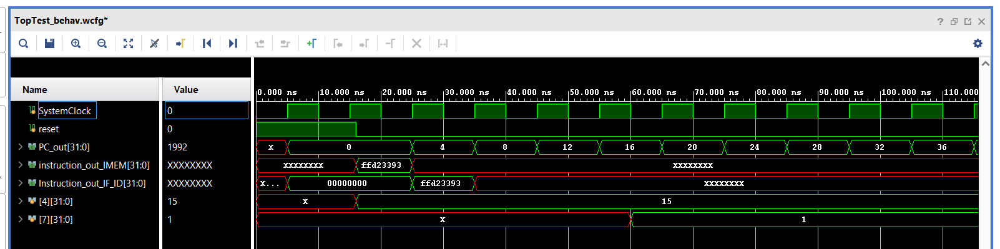 TopTest_behav.wcfg*
Name Value
0.000 ns 10.000 ns 20.000 ns 30.000 ns 40.000 ns 50.000 ns 60.000 ns 70.000 ns 80.000 ns 90.000 ns 100.000 ns 110.000
SystemClock 0
reset 0
PC_out[31:0] 1992 X 0 4 8 12 16 20 24 28 32 36
instruction_out_IMEM[31:0] XXXXXXXX XXXXXXXX ffd23393 XXXXXXXX
Instruction_out_IF_ID[31:0] XXXXXXXX X... 00000000 ffd23393 XXXXXXXX
[4][31:0] 15 X 15
[7][31:0] 1 X 1